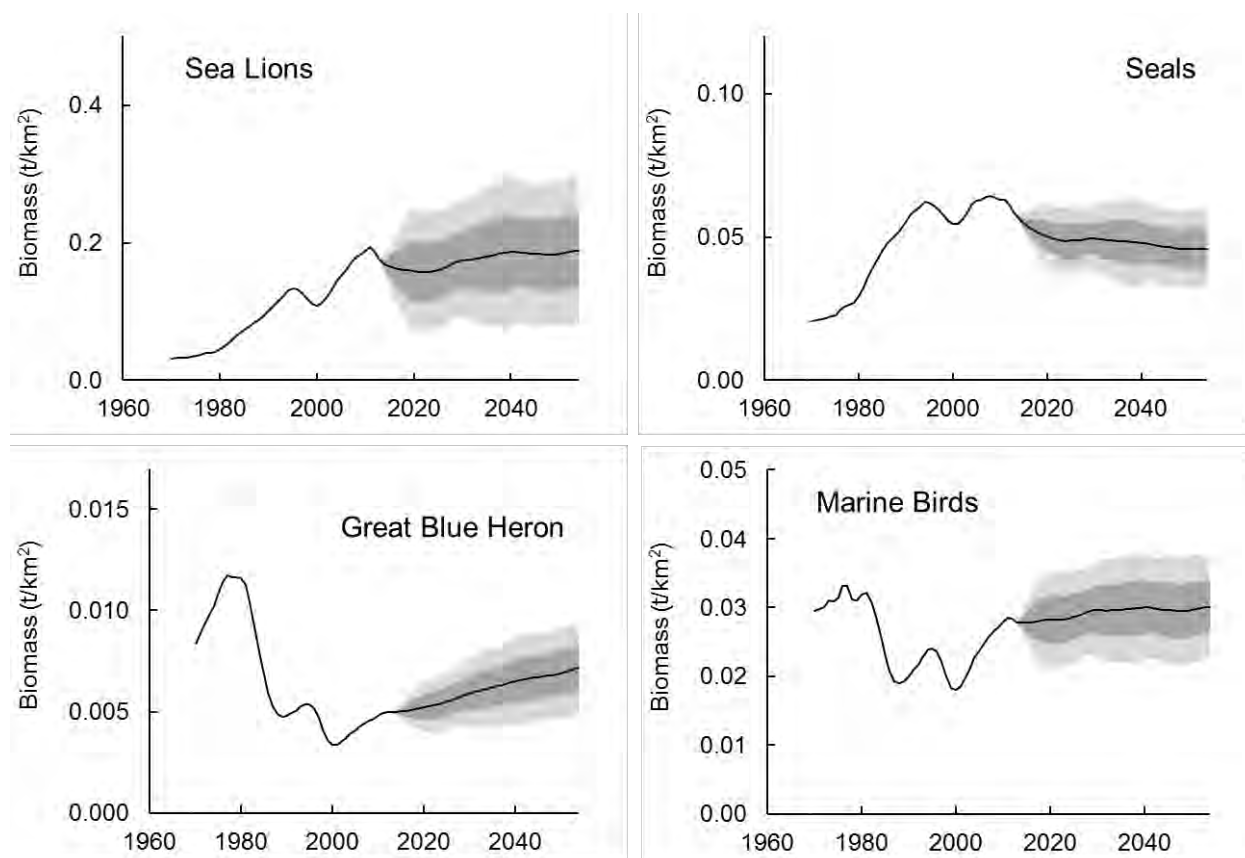 Sea Lions
Biomass (t/km²)
0.4
0.2
0.0
1960 1980 2000 2020 2040
Seals
Biomass (t/km²)
0.10
0.05
0.00
1960 1980 2000 2020 2040
Great Blue Heron
Biomass (t/km²)
0.015
0.010
0.005
0.000
1960 1980 2000 2020 2040
Marine Birds
Biomass (t/km²)
0.05
0.04
0.03
0.02
0.01
0.00
1960 1980 2000 2020 2040